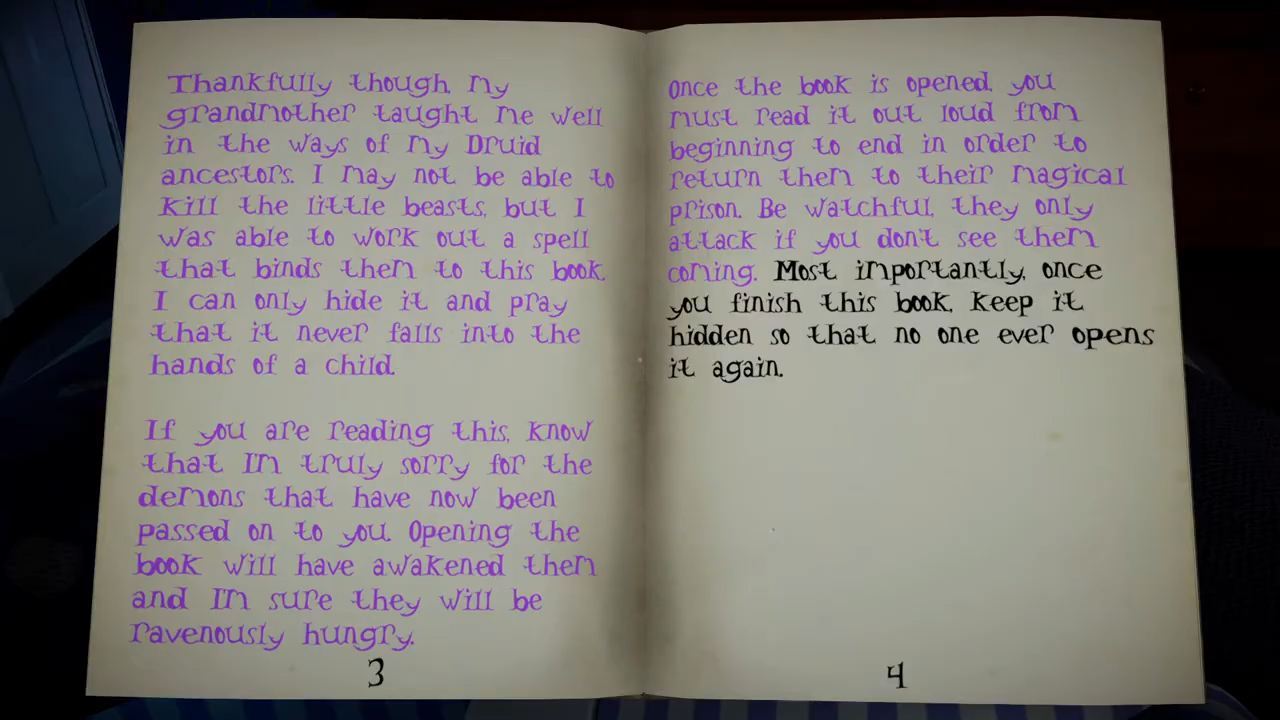 Thankfully though, my
grandmother taught me well
in the ways of my Druid
ancestors. I may not be able to
kill the little beasts, but I
was able to work out a spell
that binds them to this book.
I can only hide it and pray
that it never falls into the
hands of a child.
If you are reading this, know
that I'm truly sorry for the
demons that have now been
passed on to you. Opening the
book will have awakened them
and I'm sure they will be
ravenously hungry.
3
Once the book is opened, you
must read it out loud from
beginning to end in order to
return them to their magical
prison. Be watchful, they only
attack if you don't see them
coming. Most importantly, once
you finish this book, keep it
hidden so that no one ever opens
it again.
4